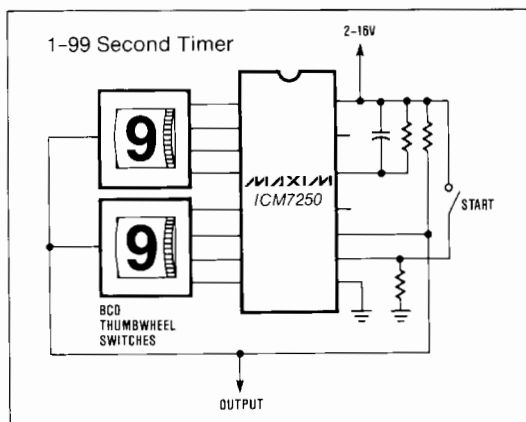 1-99 Second Timer
2-16V
9
MAXIM
ICM7250
START
9
BCD
THUMBWHEEL
SWITCHES
OUTPUT